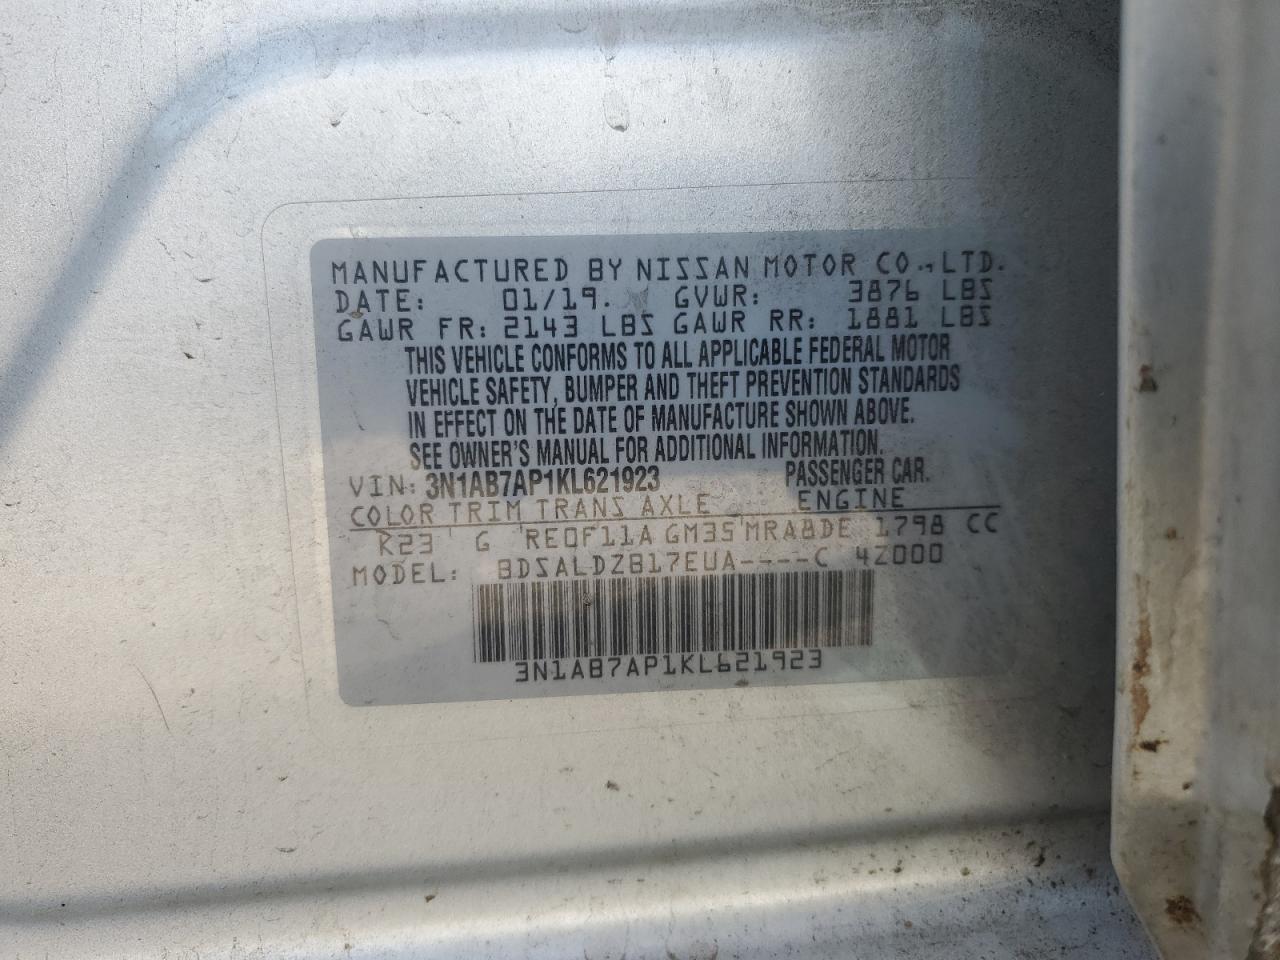 MANUFACTURED BY NISSAN MOTOR CO., LTD.
DATE: 01/19. GVWR: 3876 LBS
GAWR FR: 2143 LBS GAWR RR: 1881 LBS
THIS VEHICLE CONFORMS TO ALL APPLICABLE FEDERAL MOTOR
VEHICLE SAFETY, BUMPER AND THEFT PREVENTION STANDARDS
IN EFFECT ON THE DATE OF MANUFACTURE SHOWN ABOVE.
SEE OWNER'S MANUAL FOR ADDITIONAL INFORMATION.
VIN: 3N1AB7AP1KL621923 PASSENGER CAR.
COLOR TRIM TRANS AXLE ENGINE
K23 G RE0F11A GM35 MRA8DE 1798 CC
MODEL: BDSALDZB17EUA----C 4Z000
3N1AB7AP1KL621923